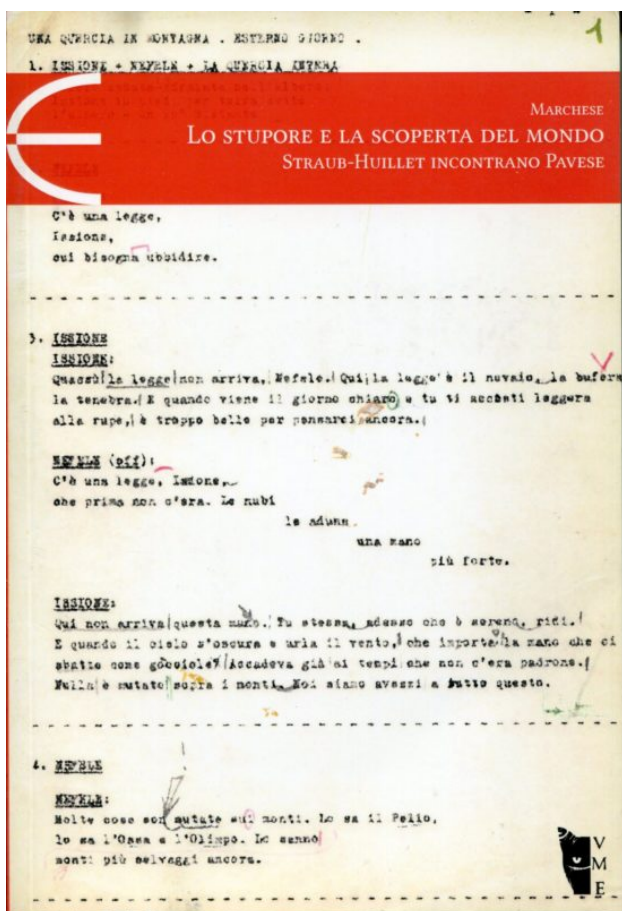 1
UNA QUERCIA IN MONTAGNA . ESTERNO GIORNO .
1. ISSIONE + NEFELE + LA QUERCIA INTERA
MARCHESE
LO STUPORE E LA SCOPERTA DEL MONDO
STRAUB-HUILLET INCONTRANO PAVESE
NEFELE
C'è una legge,
Issione,
cui bisogna ubbidire.
3. ISSIONE
ISSIONE:
Quassù la legge non arriva, Nefele. Qui la legge è il nevaio, la bufera
la tenebra. E quando viene il giorno chiaro e tu ti accosti leggera
alla rupe, è troppo bello per pensarci ancora.
NEFELE (off):
C'è una legge, Issione,
che prima non c'era. Le nubi
le aduna
una mano
più forte.
ISSIONE:
Qui non arriva questa mano. Tu stessa, adesso che è sereno, ridi.
E quando il cielo s'oscura e urla il vento, che importa la mano che ci
sbatte come gocciole? Accadeva già ai tempi che non c'era padrone.
Nulla è mutato sopra i monti. Noi siamo avezzi a tutto questo.
4. NEFELE
NEFELE:
Molte cose son mutate sui monti. Lo sa il Pelio,
lo sa l'Ossa e l'Olimpo. Lo sanno
monti più selvaggi ancora.
V
M
E